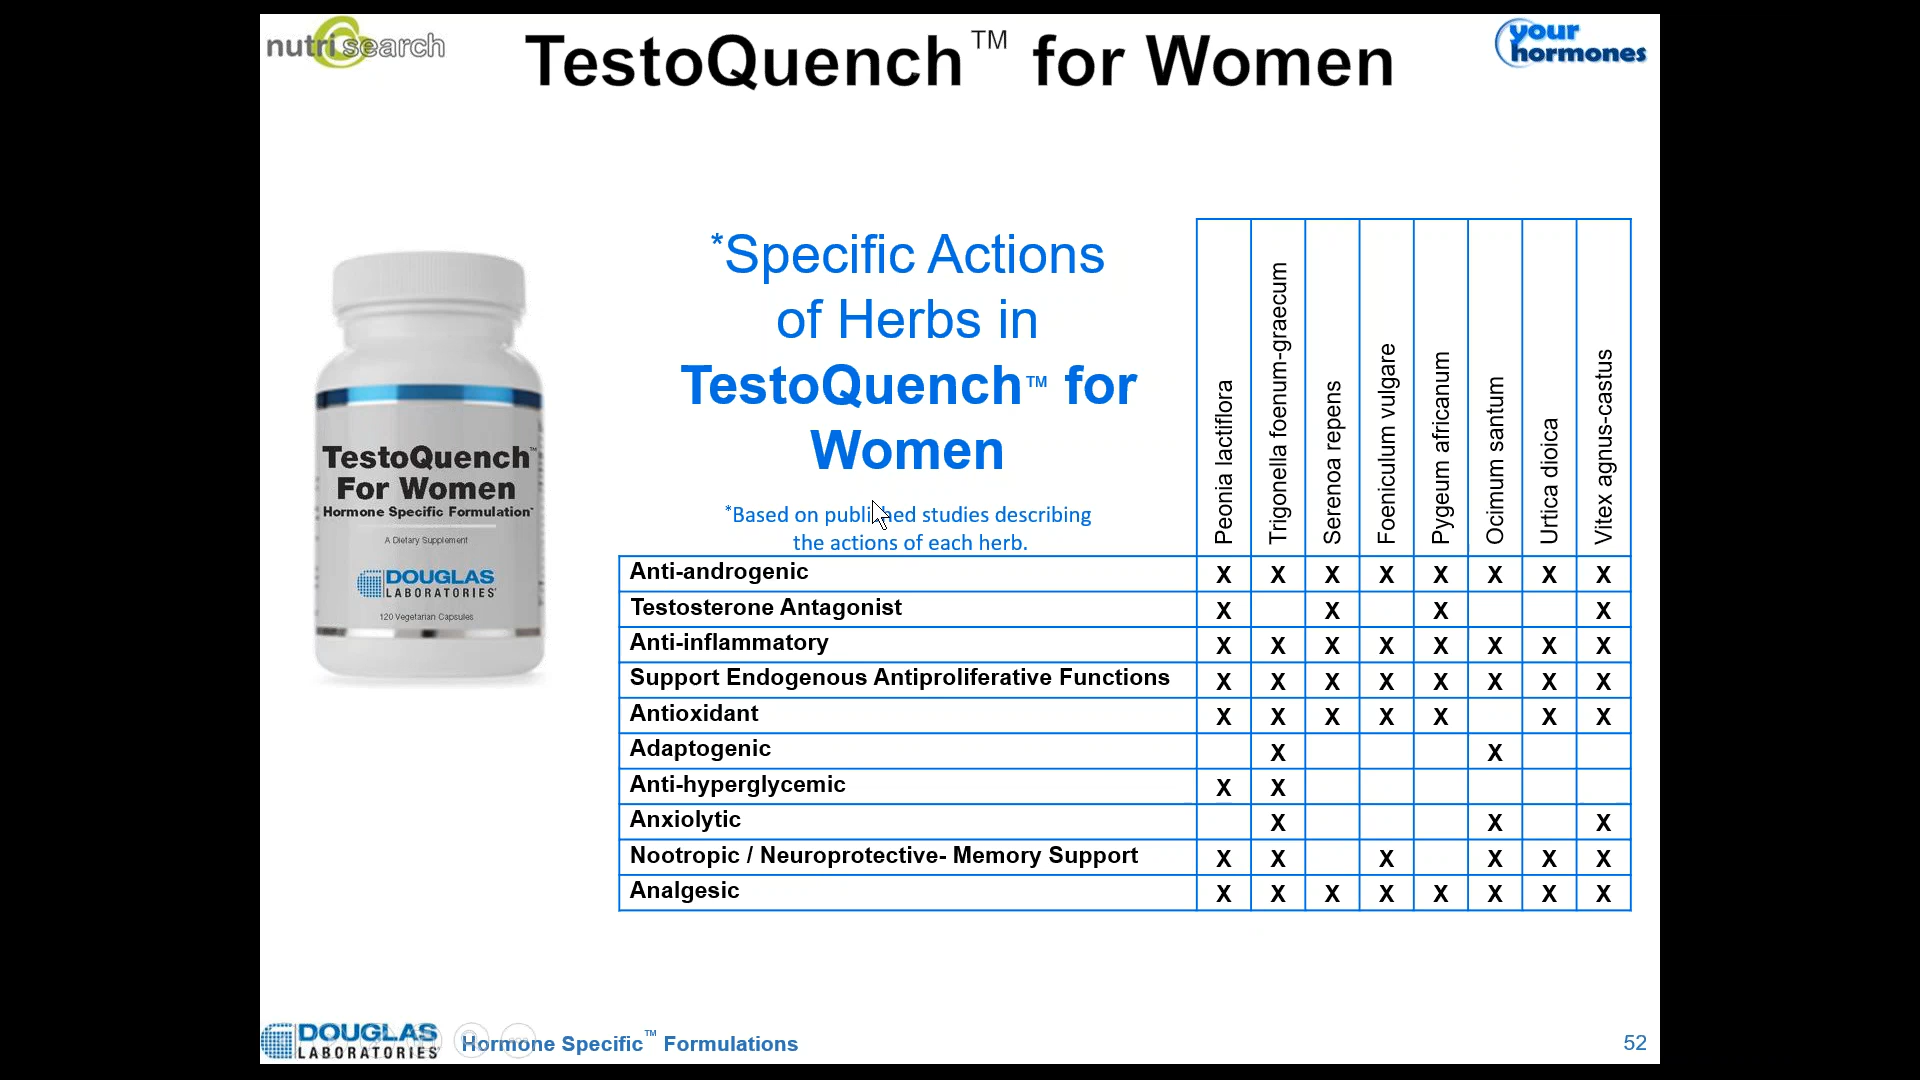 nutrisearch
TestoQuench™ for Women
your
hormones
*Specific Actions
of Herbs in
TestoQuench™ for
Women
*Based on published studies describing
the actions of each herb.
Peonia lactiflora
Trigonella foenum-graecum
Serenoa repens
Foeniculum vulgare
Pygeum africanum
Ocimum santum
Urtica dioica
Vitex agnus-castus
TestoQuench™
For Women
Hormone Specific Formulation™
A Dietary Supplement
DOUGLAS
LABORATORIES®
120 Vegetarian Capsules
Anti-androgenic X X X X X X X X
Testosterone Antagonist X X X X
Anti-inflammatory X X X X X X X X
Support Endogenous Antiproliferative Functions X X X X X X X X
Antioxidant X X X X X X X
Adaptogenic X X
Anti-hyperglycemic X X
Anxiolytic X X X
Nootropic / Neuroprotective- Memory Support X X X X X X
Analgesic X X X X X X X X
DOUGLAS
LABORATORIES®
Hormone Specific™ Formulations
52